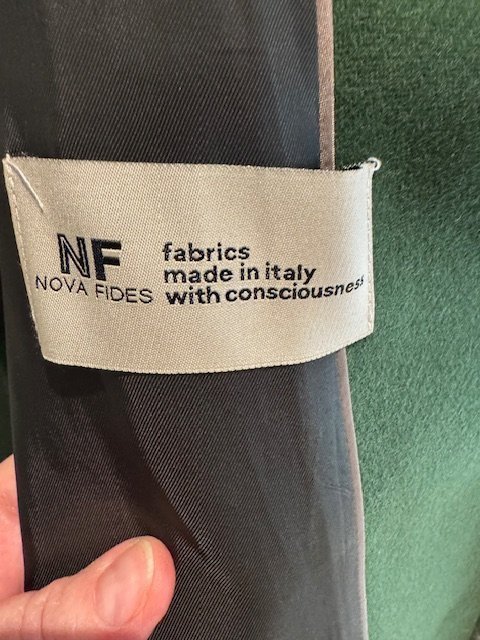 NF
NOVA FIDES
fabrics
made in italy
with consciousness